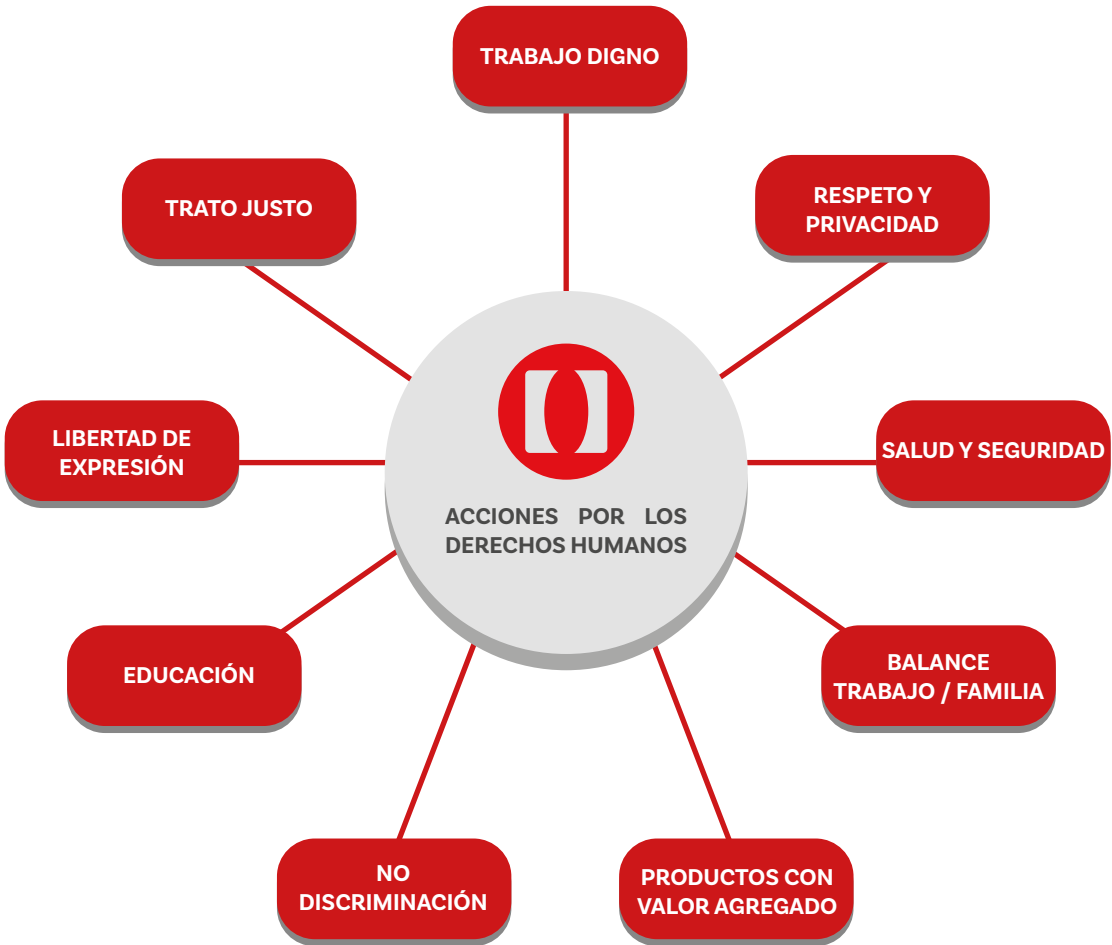 TRABAJO DIGNO
TRATO JUSTO
RESPETO Y
PRIVACIDAD
LIBERTAD DE
EXPRESIÓN
SALUD Y SEGURIDAD
ACCIONES POR LOS
DERECHOS HUMANOS
EDUCACIÓN
BALANCE
TRABAJO / FAMILIA
NO
DISCRIMINACIÓN
PRODUCTOS CON
VALOR AGREGADO